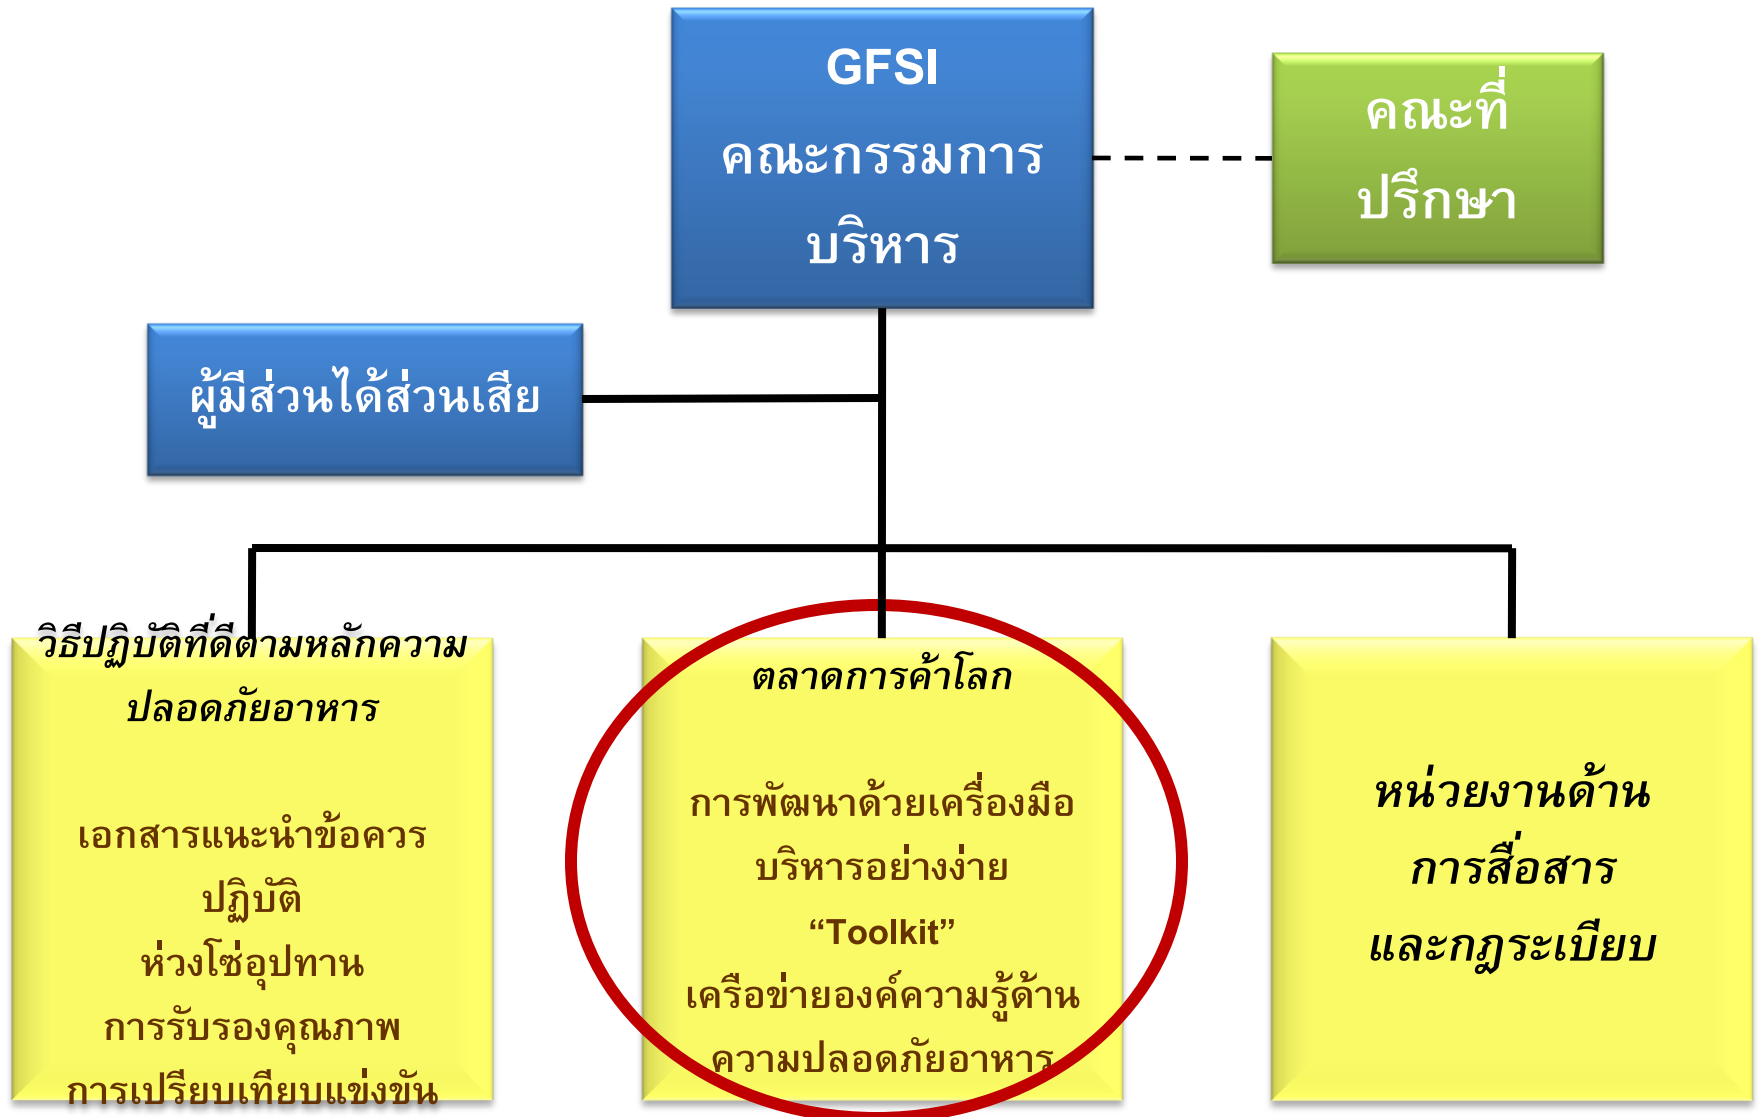 GFSI
คณะกรรมการ
บริหาร
คณะที่
ปรึกษา
ผู้มีส่วนได้ส่วนเสีย
วิธีปฏิบัติที่ดีตามหลักความ
ปลอดภัยอาหาร
เอกสารแนะนำข้อควร
ปฏิบัติ
ห่วงโซ่อุปทาน
การรับรองคุณภาพ
การเปรียบเทียบแข่งขัน
ตลาดการค้าโลก
การพัฒนาด้วยเครื่องมือ
บริหารอย่างง่าย
“Toolkit”
เครือข่ายองค์ความรู้ด้าน
ความปลอดภัยอาหาร
หน่วยงานด้าน
การสื่อสาร
และกฎระเบียบ